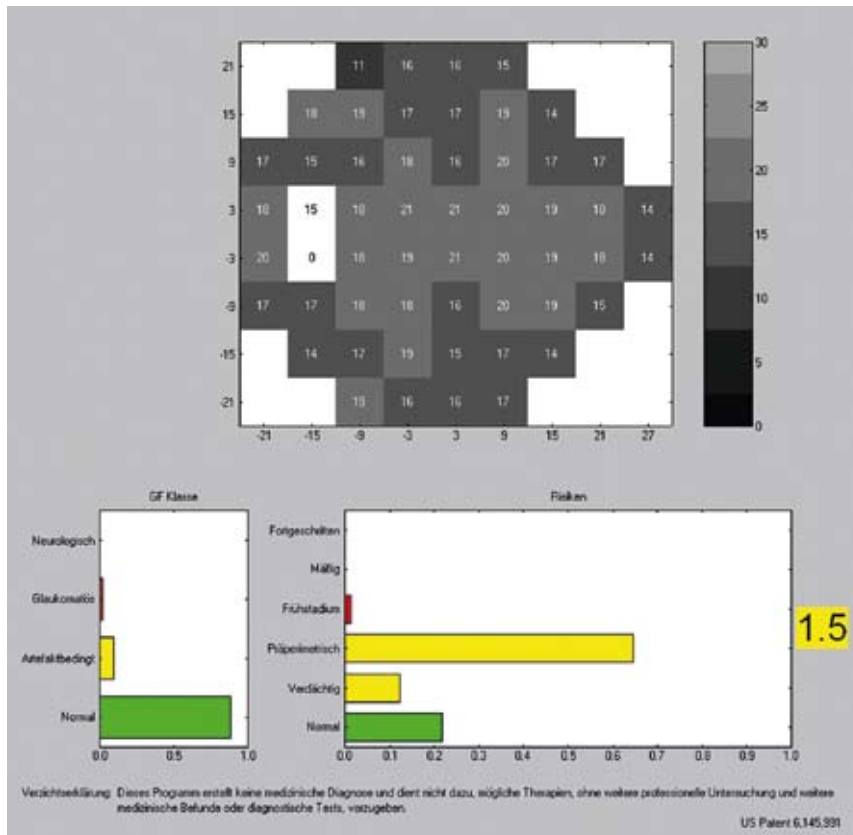 21 11 16 16 15 30
15 18 19 17 17 19 14 25
9 17 15 16 18 16 20 17 17 20
3 18 15 18 21 21 20 19 18 14
-3 20 0 18 19 21 20 19 18 14 15
-9 17 17 18 18 16 20 19 15 10
-15 14 17 19 15 17 14 5
-21 19 16 16 17 0
-21 -15 -9 -3 3 9 15 21 27
GF Klasse
Neurologisch
Glaukomatös
Artefaktbedingt
Normal
0.0 0.5 1.0
Risiken
Fortgeschritten
Mäßig
Frühstadium
Präperimetrisch
Verdächtig
Normal
0.0 0.1 0.2 0.3 0.4 0.5 0.6 0.7 0.8 0.9 1.0
1.5
Verzichtserklärung: Dieses Programm erstellt keine medizinische Diagnose und dient nicht dazu, mögliche Therapien, ohne weitere professionelle Untersuchung und weitere
medizinische Befunde oder diagnostische Tests, vorzugeben.
US Patent 6,145,991